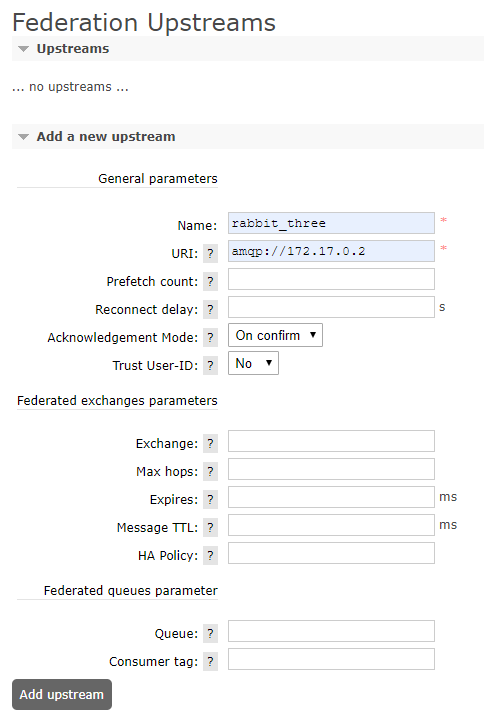 Federation Upstreams
Upstreams
... no upstreams ...
Add a new upstream
General parameters
Name: rabbit_three *
URI: ? amqp://172.17.0.2 *
Prefetch count: ?
Reconnect delay: ? s
Acknowledgement Mode: ? On confirm
Trust User-ID: ? No
Federated exchanges parameters
Exchange: ?
Max hops: ?
Expires: ? ms
Message TTL: ? ms
HA Policy: ?
Federated queues parameter
Queue: ?
Consumer tag: ?
Add upstream